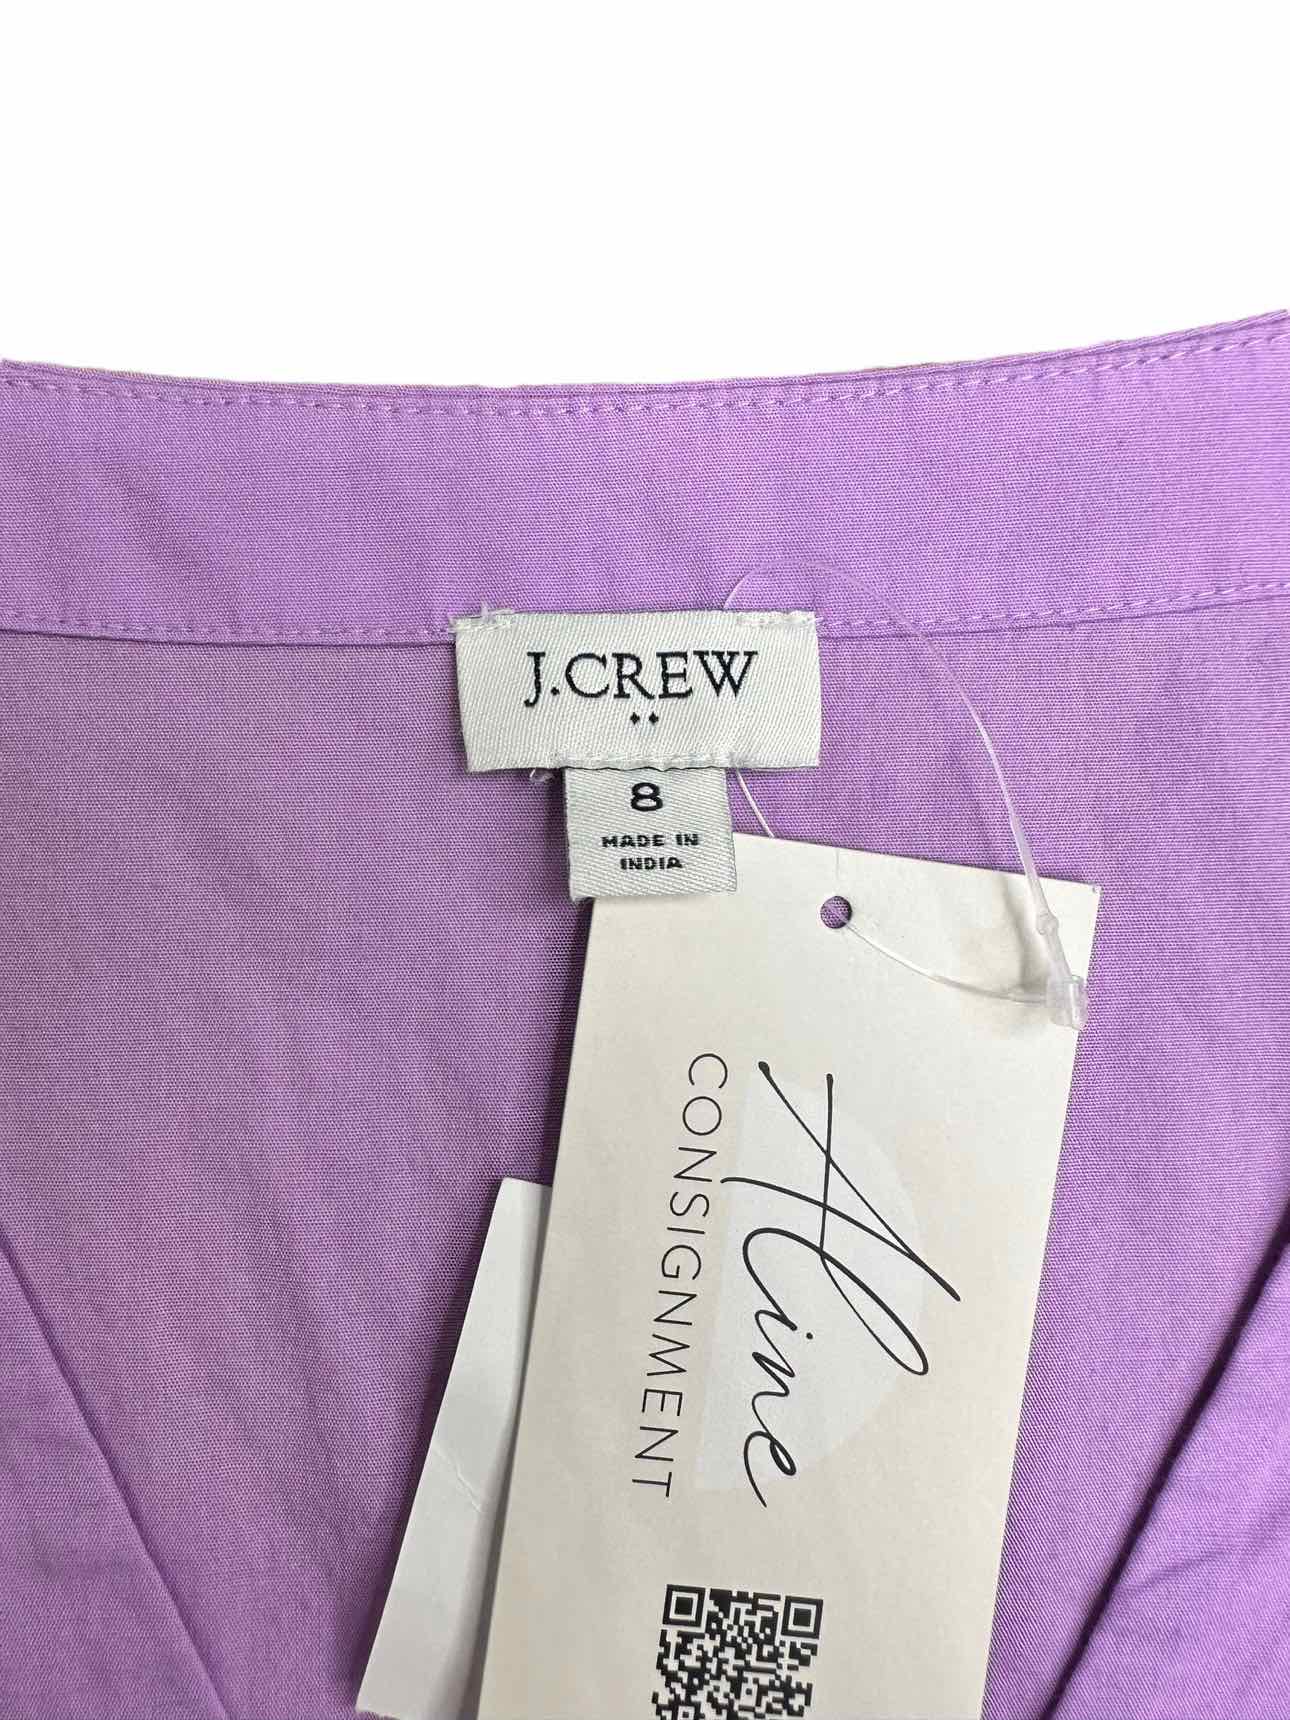 J.CREW
8
MADE IN
INDIA
Aline
CONSIGNMENT